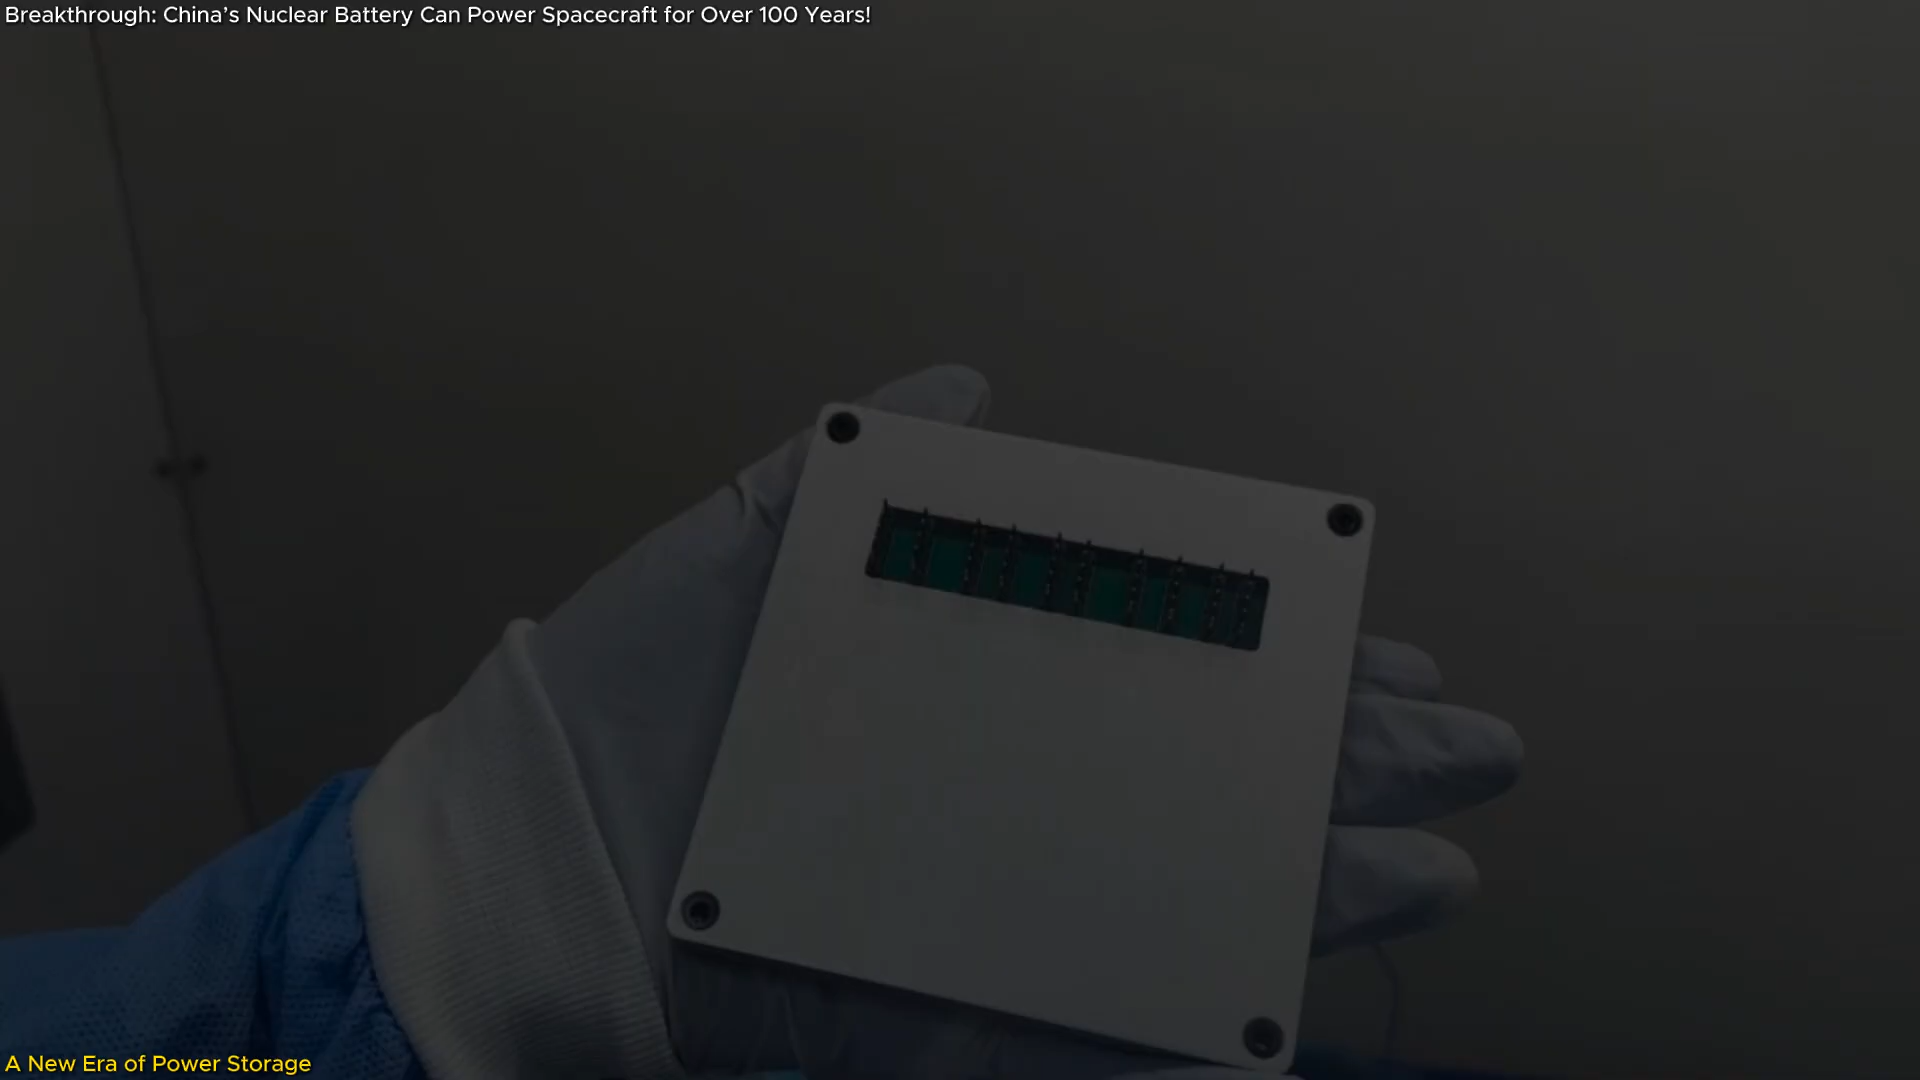 Breakthrough: China’s Nuclear Battery Can Power Spacecraft for Over 100 Years!
A New Era of Power Storage